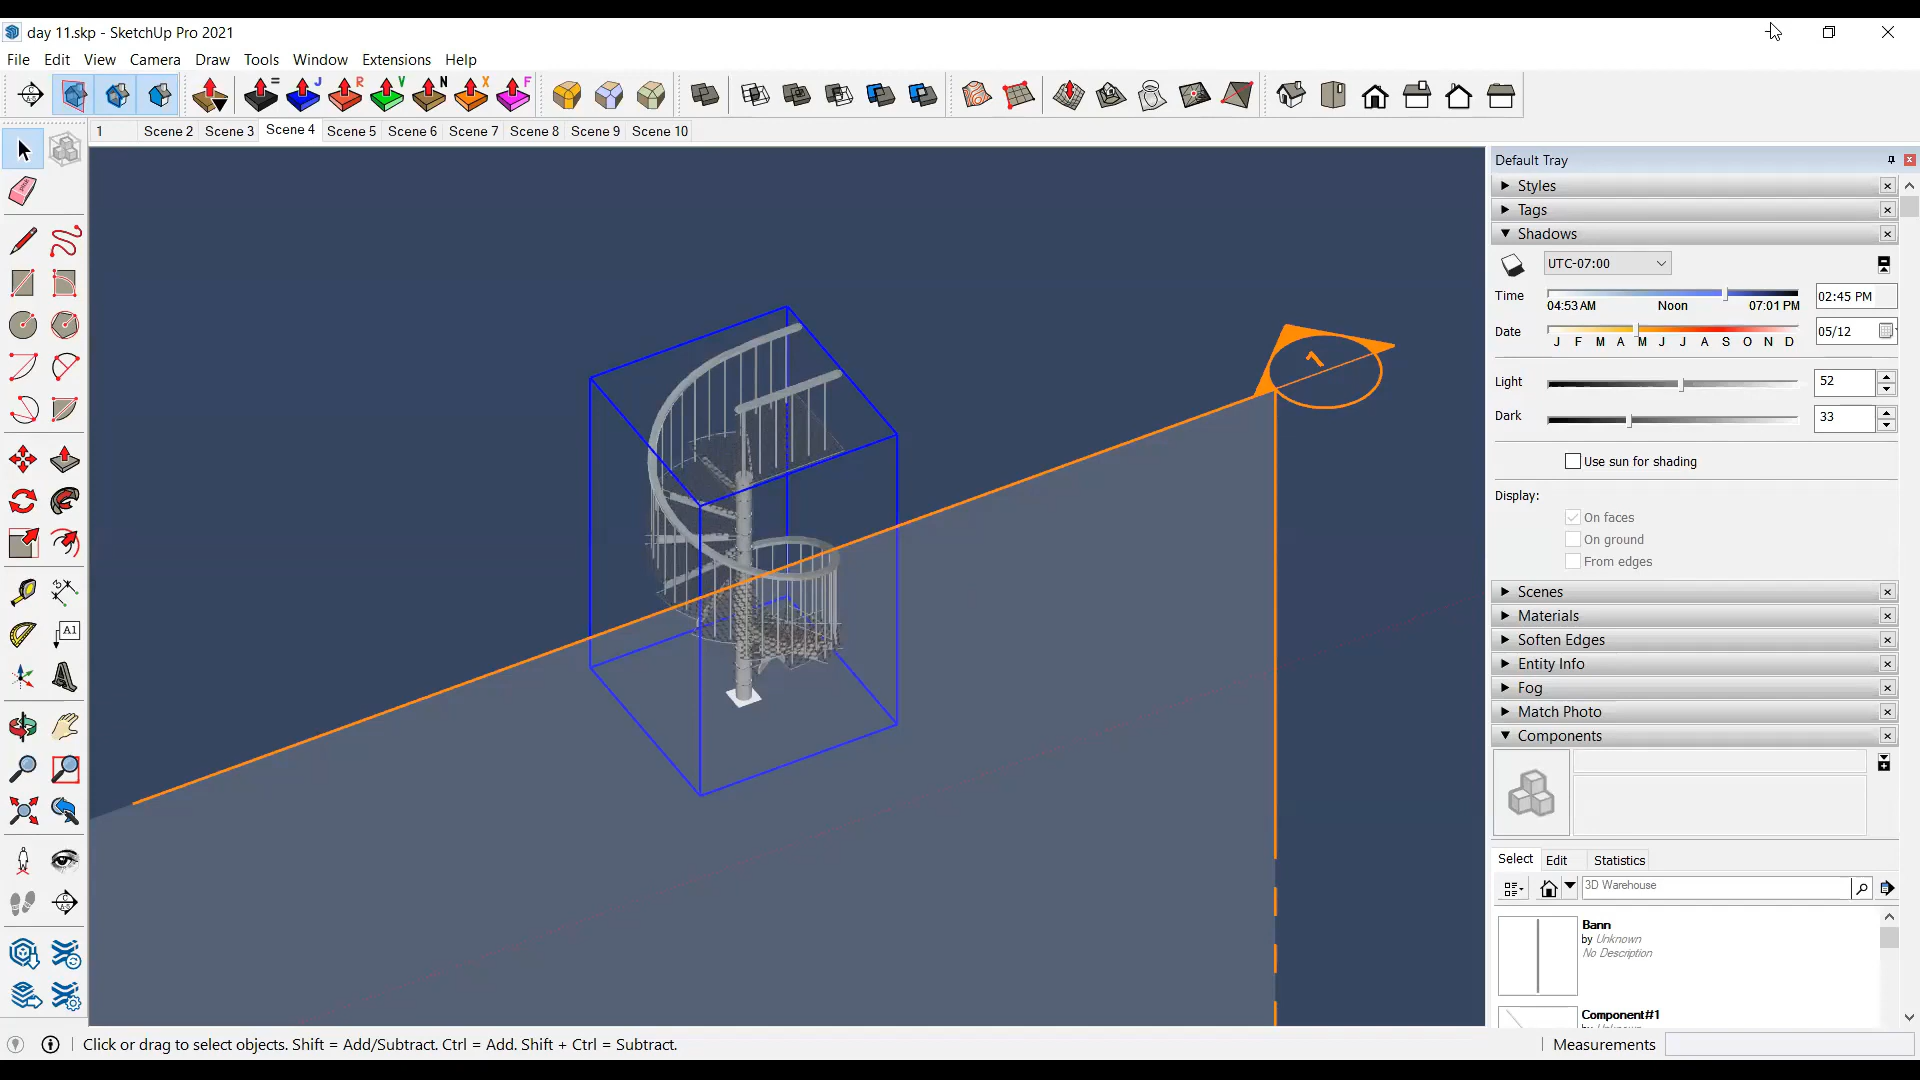 day 11.skp - SketchUp Pro 2021
File Edit View Camera Draw Tools Window Extensions Help
= J R V N X F
1 Scene 2 Scene 3 Scene 4 Scene 5 Scene 6 Scene 7 Scene 8 Scene 9 Scene 10
Default Tray
Styles
Tags
Shadows
UTC-07:00
Time 02:45 PM
04:53 AM Noon 07:01 PM
Date 05/12
J F M A M J J A S O N D
Light 52
Dark 33
Use sun for shading
Display:
On faces
On ground
From edges
Scenes
Materials
Soften Edges
Entity Info
Fog
Match Photo
Components
Select Edit Statistics
3D Warehouse
Bann
by Unknown
No Description
Component#1
1
A1
Click or drag to select objects. Shift = Add/Subtract. Ctrl = Add. Shift + Ctrl = Subtract.
Measurements